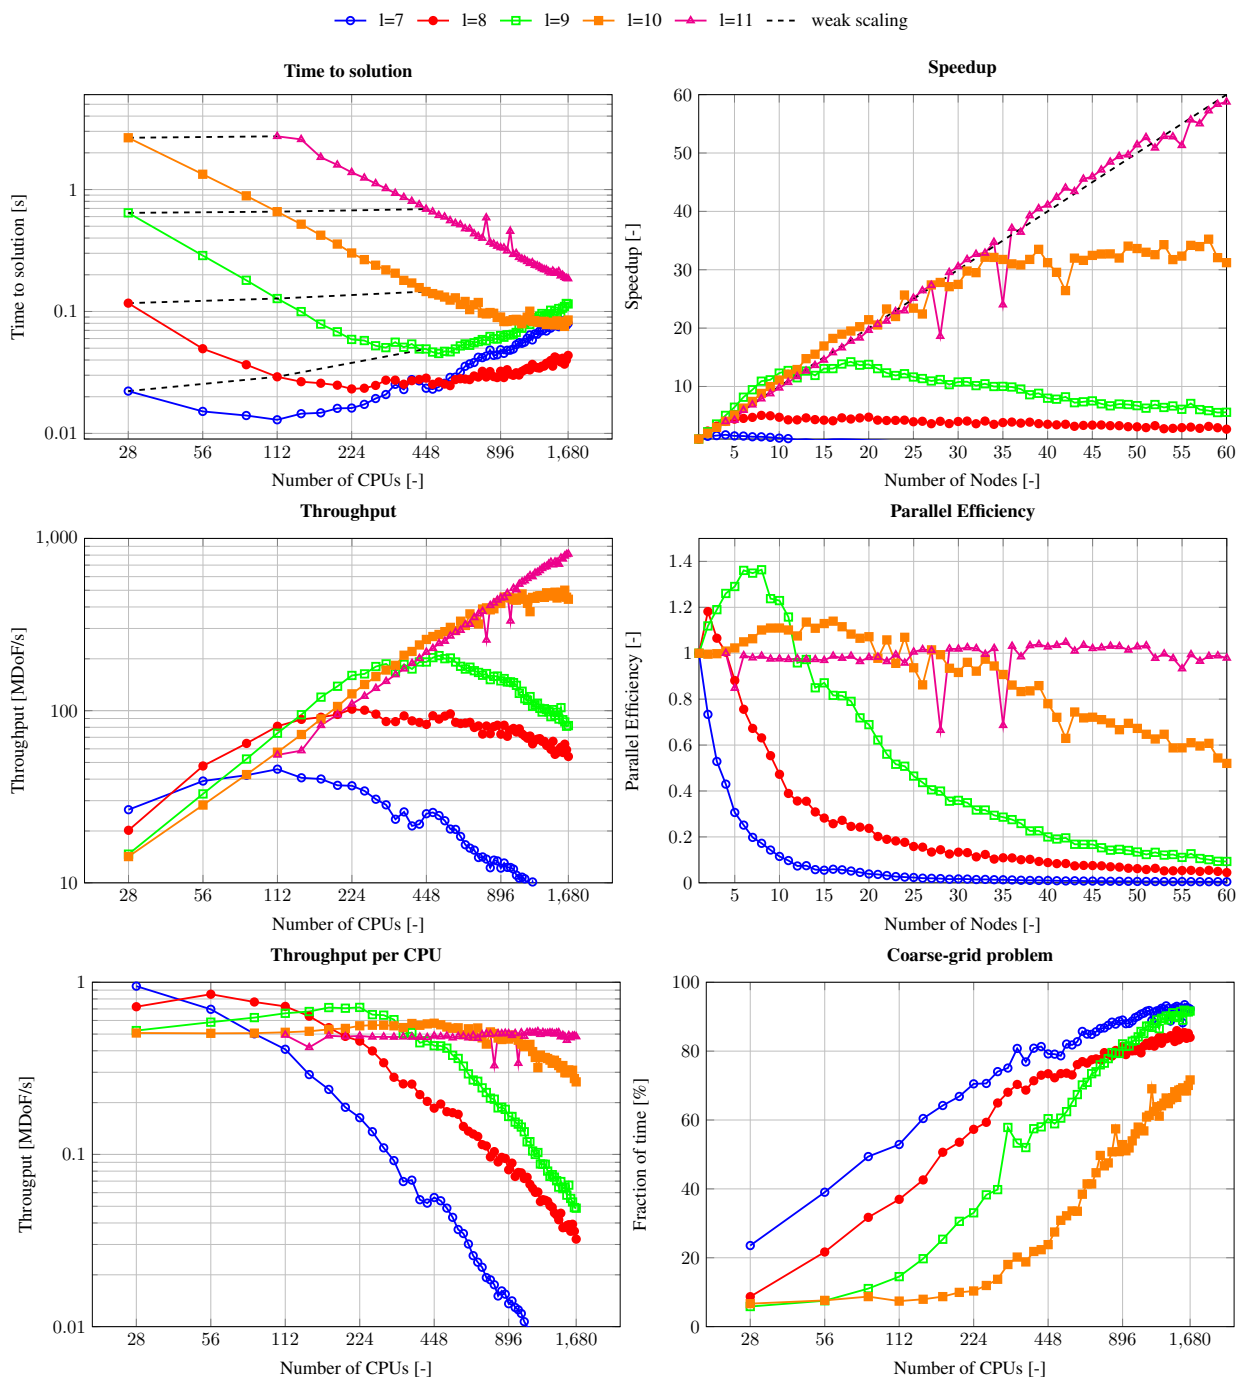 l=7 l=8 l=9 l=10 l=11 weak scaling
Time to solution
Time to solution [s]
1
0.1
0.01
28 56 112 224 448 896 1,680
Number of CPUs [-]
Speedup
Speedup [-]
60
50
40
30
20
10
5 10 15 20 25 30 35 40 45 50 55 60
Number of Nodes [-]
Throughput
Throughput [MDoF/s]
1,000
100
10
28 56 112 224 448 896 1,680
Number of CPUs [-]
Parallel Efficiency
Parallel Efficiency [-]
1.4
1.2
1
0.8
0.6
0.4
0.2
0
5 10 15 20 25 30 35 40 45 50 55 60
Number of Nodes [-]
Throughput per CPU
Througput [MDoF/s]
1
0.1
0.01
28 56 112 224 448 896 1,680
Number of CPUs [-]
Coarse-grid problem
Fraction of time [%]
100
80
60
40
20
0
28 56 112 224 448 896 1,680
Number of CPUs [-]